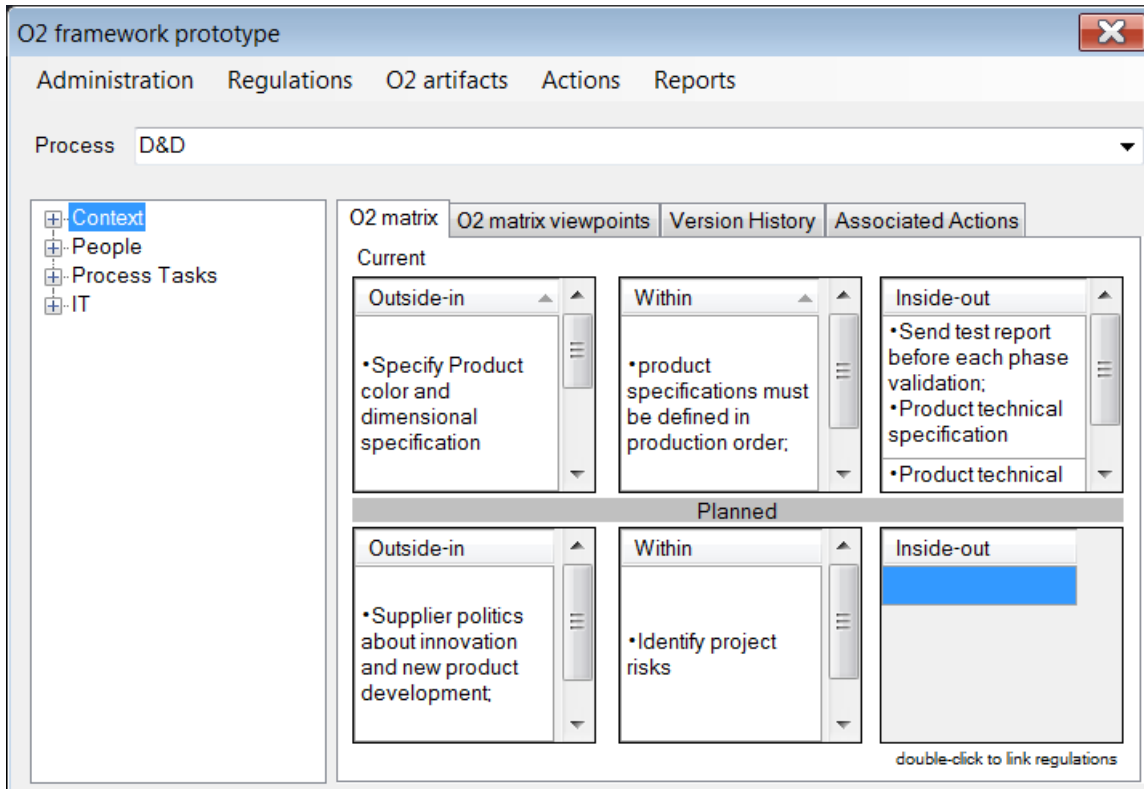 O2 framework prototype
Administration Regulations O2 artifacts Actions Reports
Process D&D
Context
People
Process Tasks
IT
O2 matrix O2 matrix viewpoints Version History Associated Actions
Current
Outside-in
•Specify Product
color and
dimensional
specification
Within
•product
specifications must
be defined in
production order;
Inside-out
•Send test report
before each phase
validation;
•Product technical
specification
•Product technical
Planned
Outside-in
•Supplier politics
about innovation
and new product
development;
Within
•Identify project
risks
Inside-out
double-click to link regulations